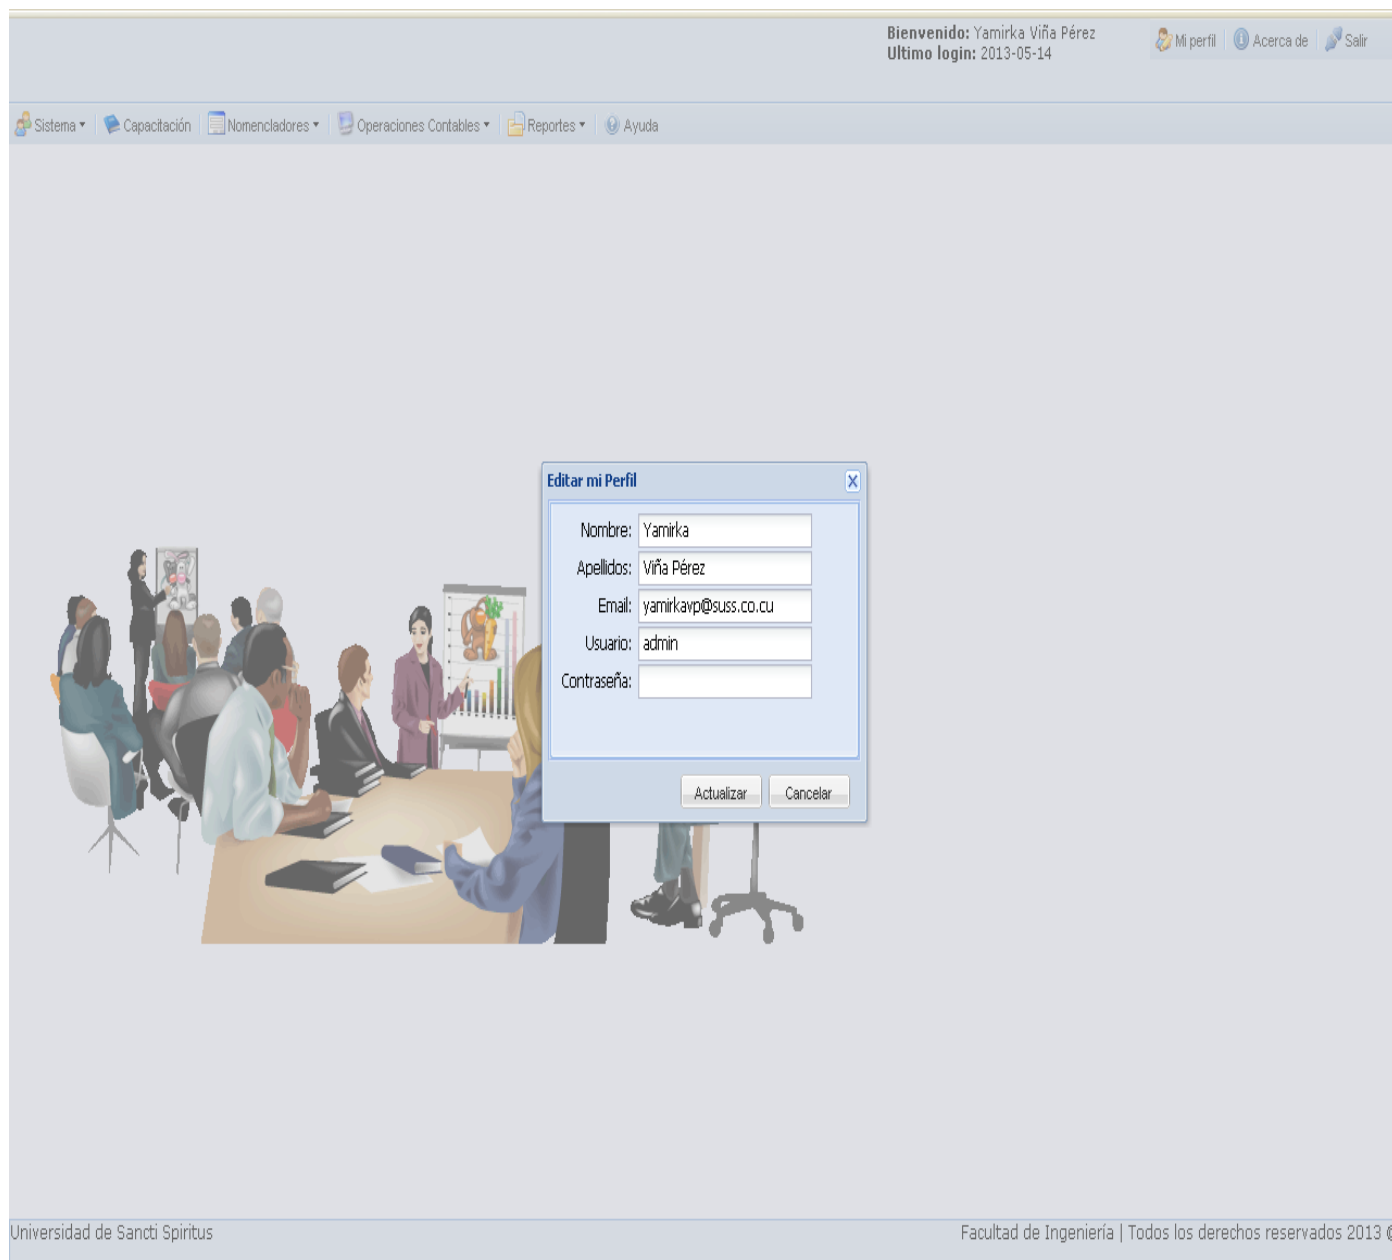 Bienvenido: Yamirka Viña Pérez
Ultimo login: 2013-05-14
Mi perfil Acerca de Salir
Sistema Capacitación Nomencladores Operaciones Contables Reportes Ayuda
Editar mi Perfil
Nombre: Yamirka
Apellidos: Viña Pérez
Email: yamirkavp@suss.co.cu
Usuario: admin
Contraseña:
Actualizar Cancelar
Universidad de Sancti Spiritus Facultad de Ingeniería | Todos los derechos reservados 2013 ©